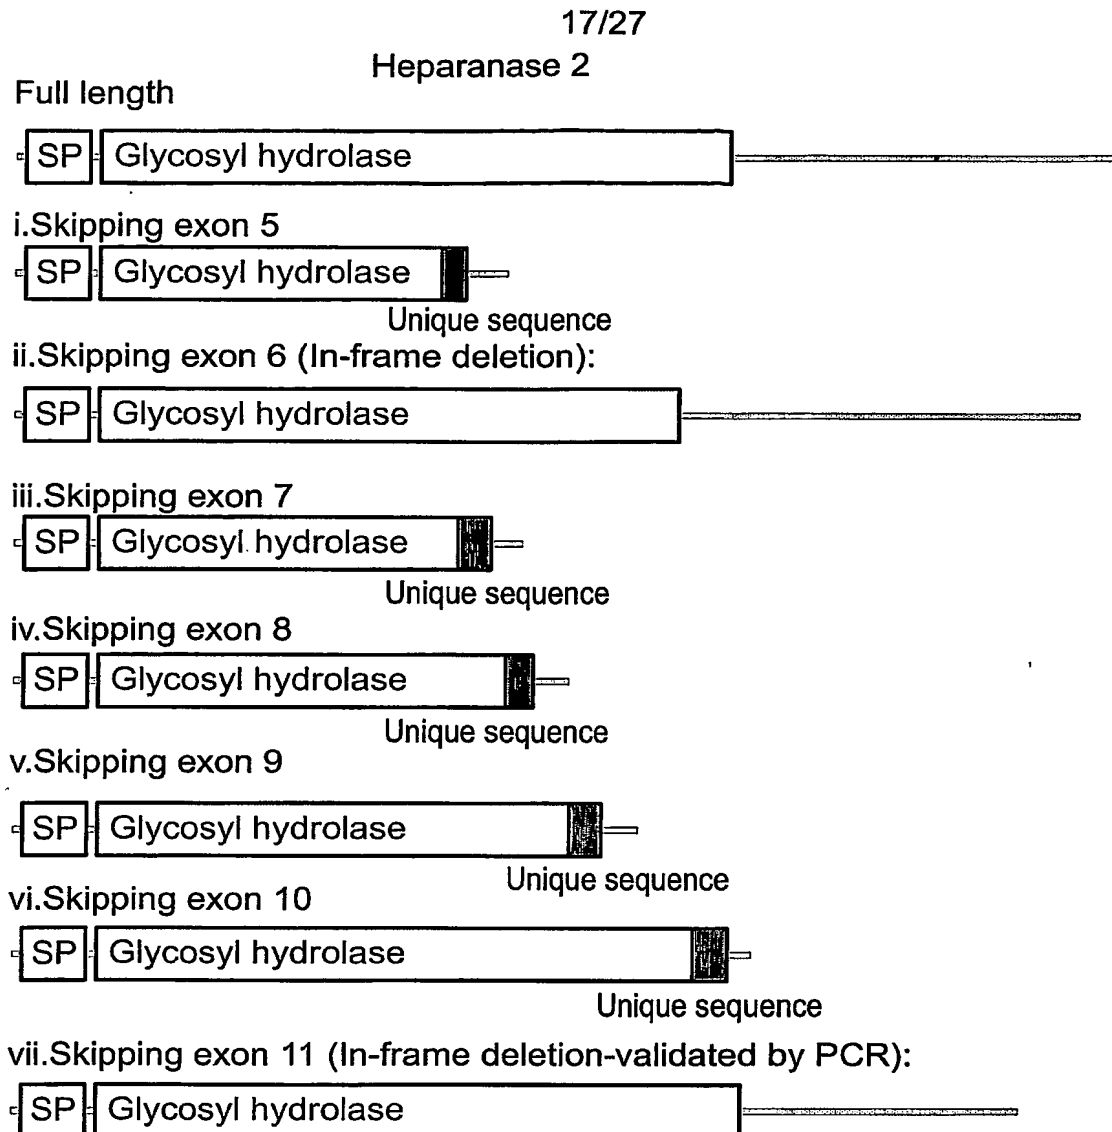 17/27
Heparanase 2
Full length
SP Glycosyl hydrolase
i.Skipping exon 5
SP Glycosyl hydrolase
Unique sequence
ii.Skipping exon 6 (In-frame deletion):
SP Glycosyl hydrolase
iii.Skipping exon 7
SP Glycosyl hydrolase
Unique sequence
iv.Skipping exon 8
SP Glycosyl hydrolase
Unique sequence
v.Skipping exon 9
SP Glycosyl hydrolase
Unique sequence
vi.Skipping exon 10
SP Glycosyl hydrolase
Unique sequence
vii.Skipping exon 11 (In-frame deletion-validated by PCR):
SP Glycosyl hydrolase